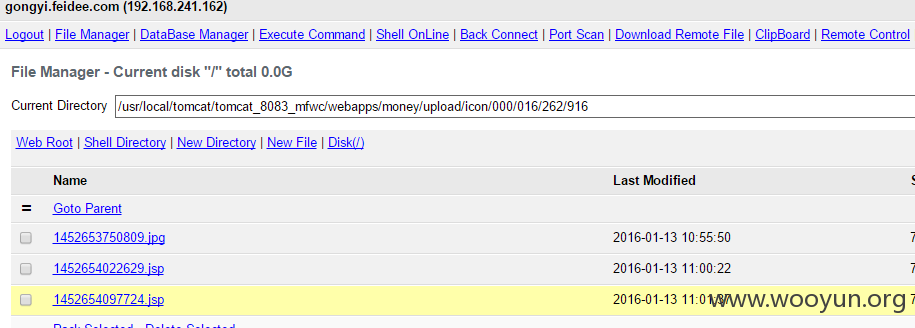 gongyi.feidee.com (192.168.241.162)
Logout | File Manager | DataBase Manager | Execute Command | Shell OnLine | Back Connect | Port Scan | Download Remote File | ClipBoard | Remote Control
File Manager - Current disk "/" total 0.0G
Current Directory /usr/local/tomcat/tomcat_8083_mfwc/webapps/money/upload/icon/000/016/262/916
Web Root | Shell Directory | New Directory | New File | Disk(/)
Name Last Modified
= Goto Parent
1452653750809.jpg 2016-01-13 10:55:50
1452654022629.jsp 2016-01-13 11:00:22
1452654097724.jsp 2016-01-13 11:01:37
www.wooyun.org
Pack Selected - Delete Selected